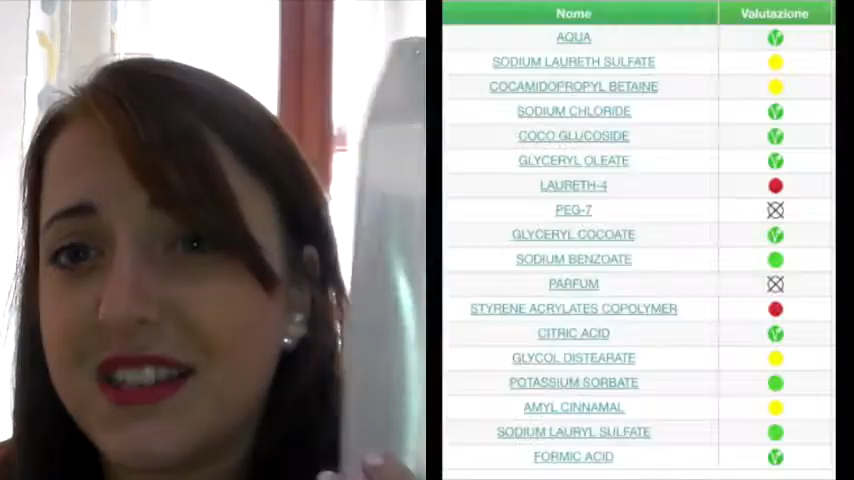 Nome Valutazione
AQUA
SODIUM LAURETH SULFATE
COCAMIDOPROPYL BETAINE
SODIUM CHLORIDE
COCO GLUCOSIDE
GLYCERYL OLEATE
LAURETH-4
PEG-7
GLYCERYL COCOATE
SODIUM BENZOATE
PARFUM
STYRENE ACRYLATES COPOLYMER
CITRIC ACID
GLYCOL DISTEARATE
POTASSIUM SORBATE
AMYL CINNAMAL
SODIUM LAURYL SULFATE
FORMIC ACID